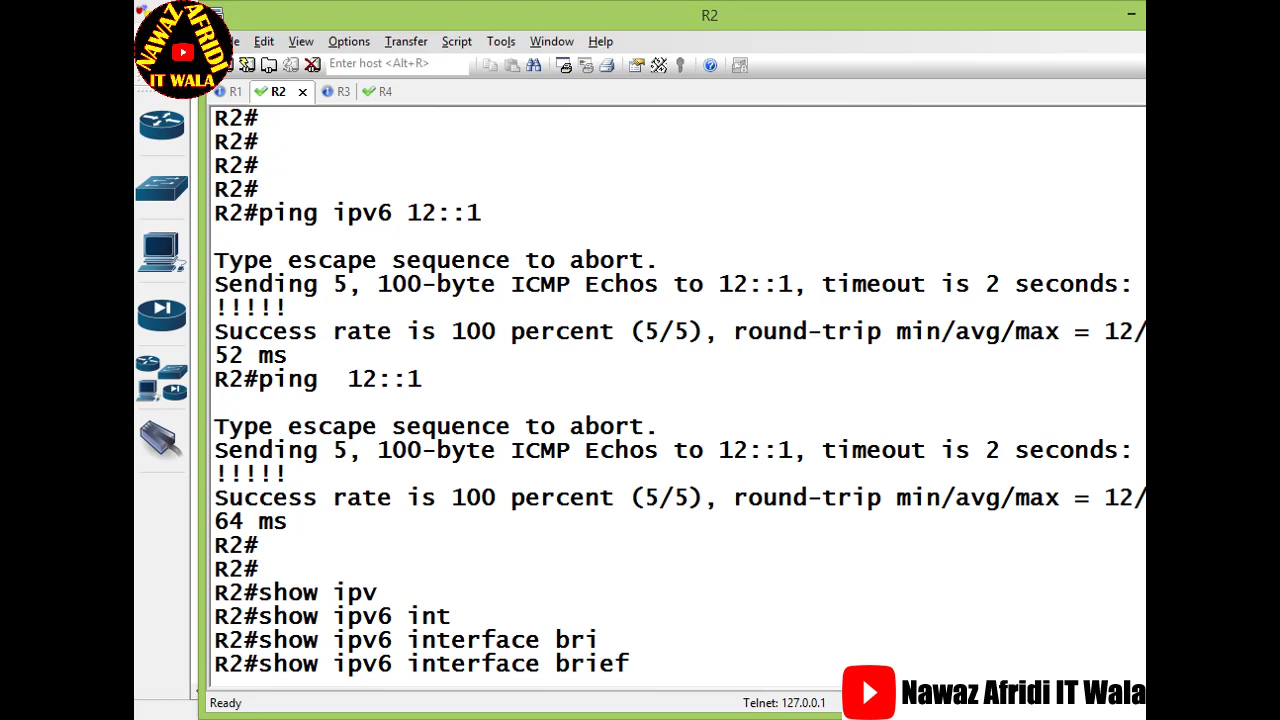 R2
NAWAZ AFRIDI
IT WALA
Edit View Options Transfer Script Tools Window Help
Enter host <Alt+R>
R1 R2 R3 R4
R2#
R2#
R2#
R2#
R2#ping ipv6 12::1
Type escape sequence to abort.
Sending 5, 100-byte ICMP Echos to 12::1, timeout is 2 seconds:
!!!!!
Success rate is 100 percent (5/5), round-trip min/avg/max = 12/
52 ms
R2#ping  12::1
Type escape sequence to abort.
Sending 5, 100-byte ICMP Echos to 12::1, timeout is 2 seconds:
!!!!!
Success rate is 100 percent (5/5), round-trip min/avg/max = 12/
64 ms
R2#
R2#
R2#show ipv
R2#show ipv6 int
R2#show ipv6 interface bri
R2#show ipv6 interface brief
Ready
Telnet: 127.0.0.1
Nawaz Afridi IT Wala